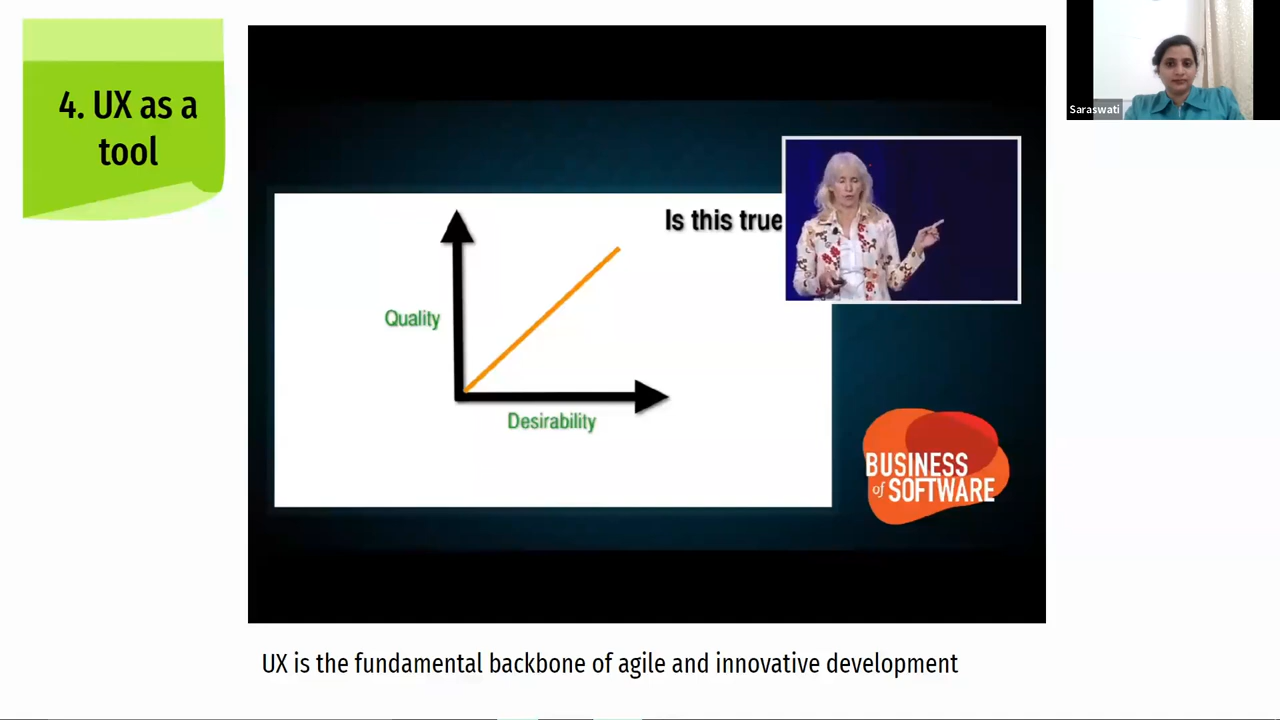 4. UX as a
tool
Saraswati
Is this true
Quality
Desirability
BUSINESS
of SOFTWARE
UX is the fundamental backbone of agile and innovative development